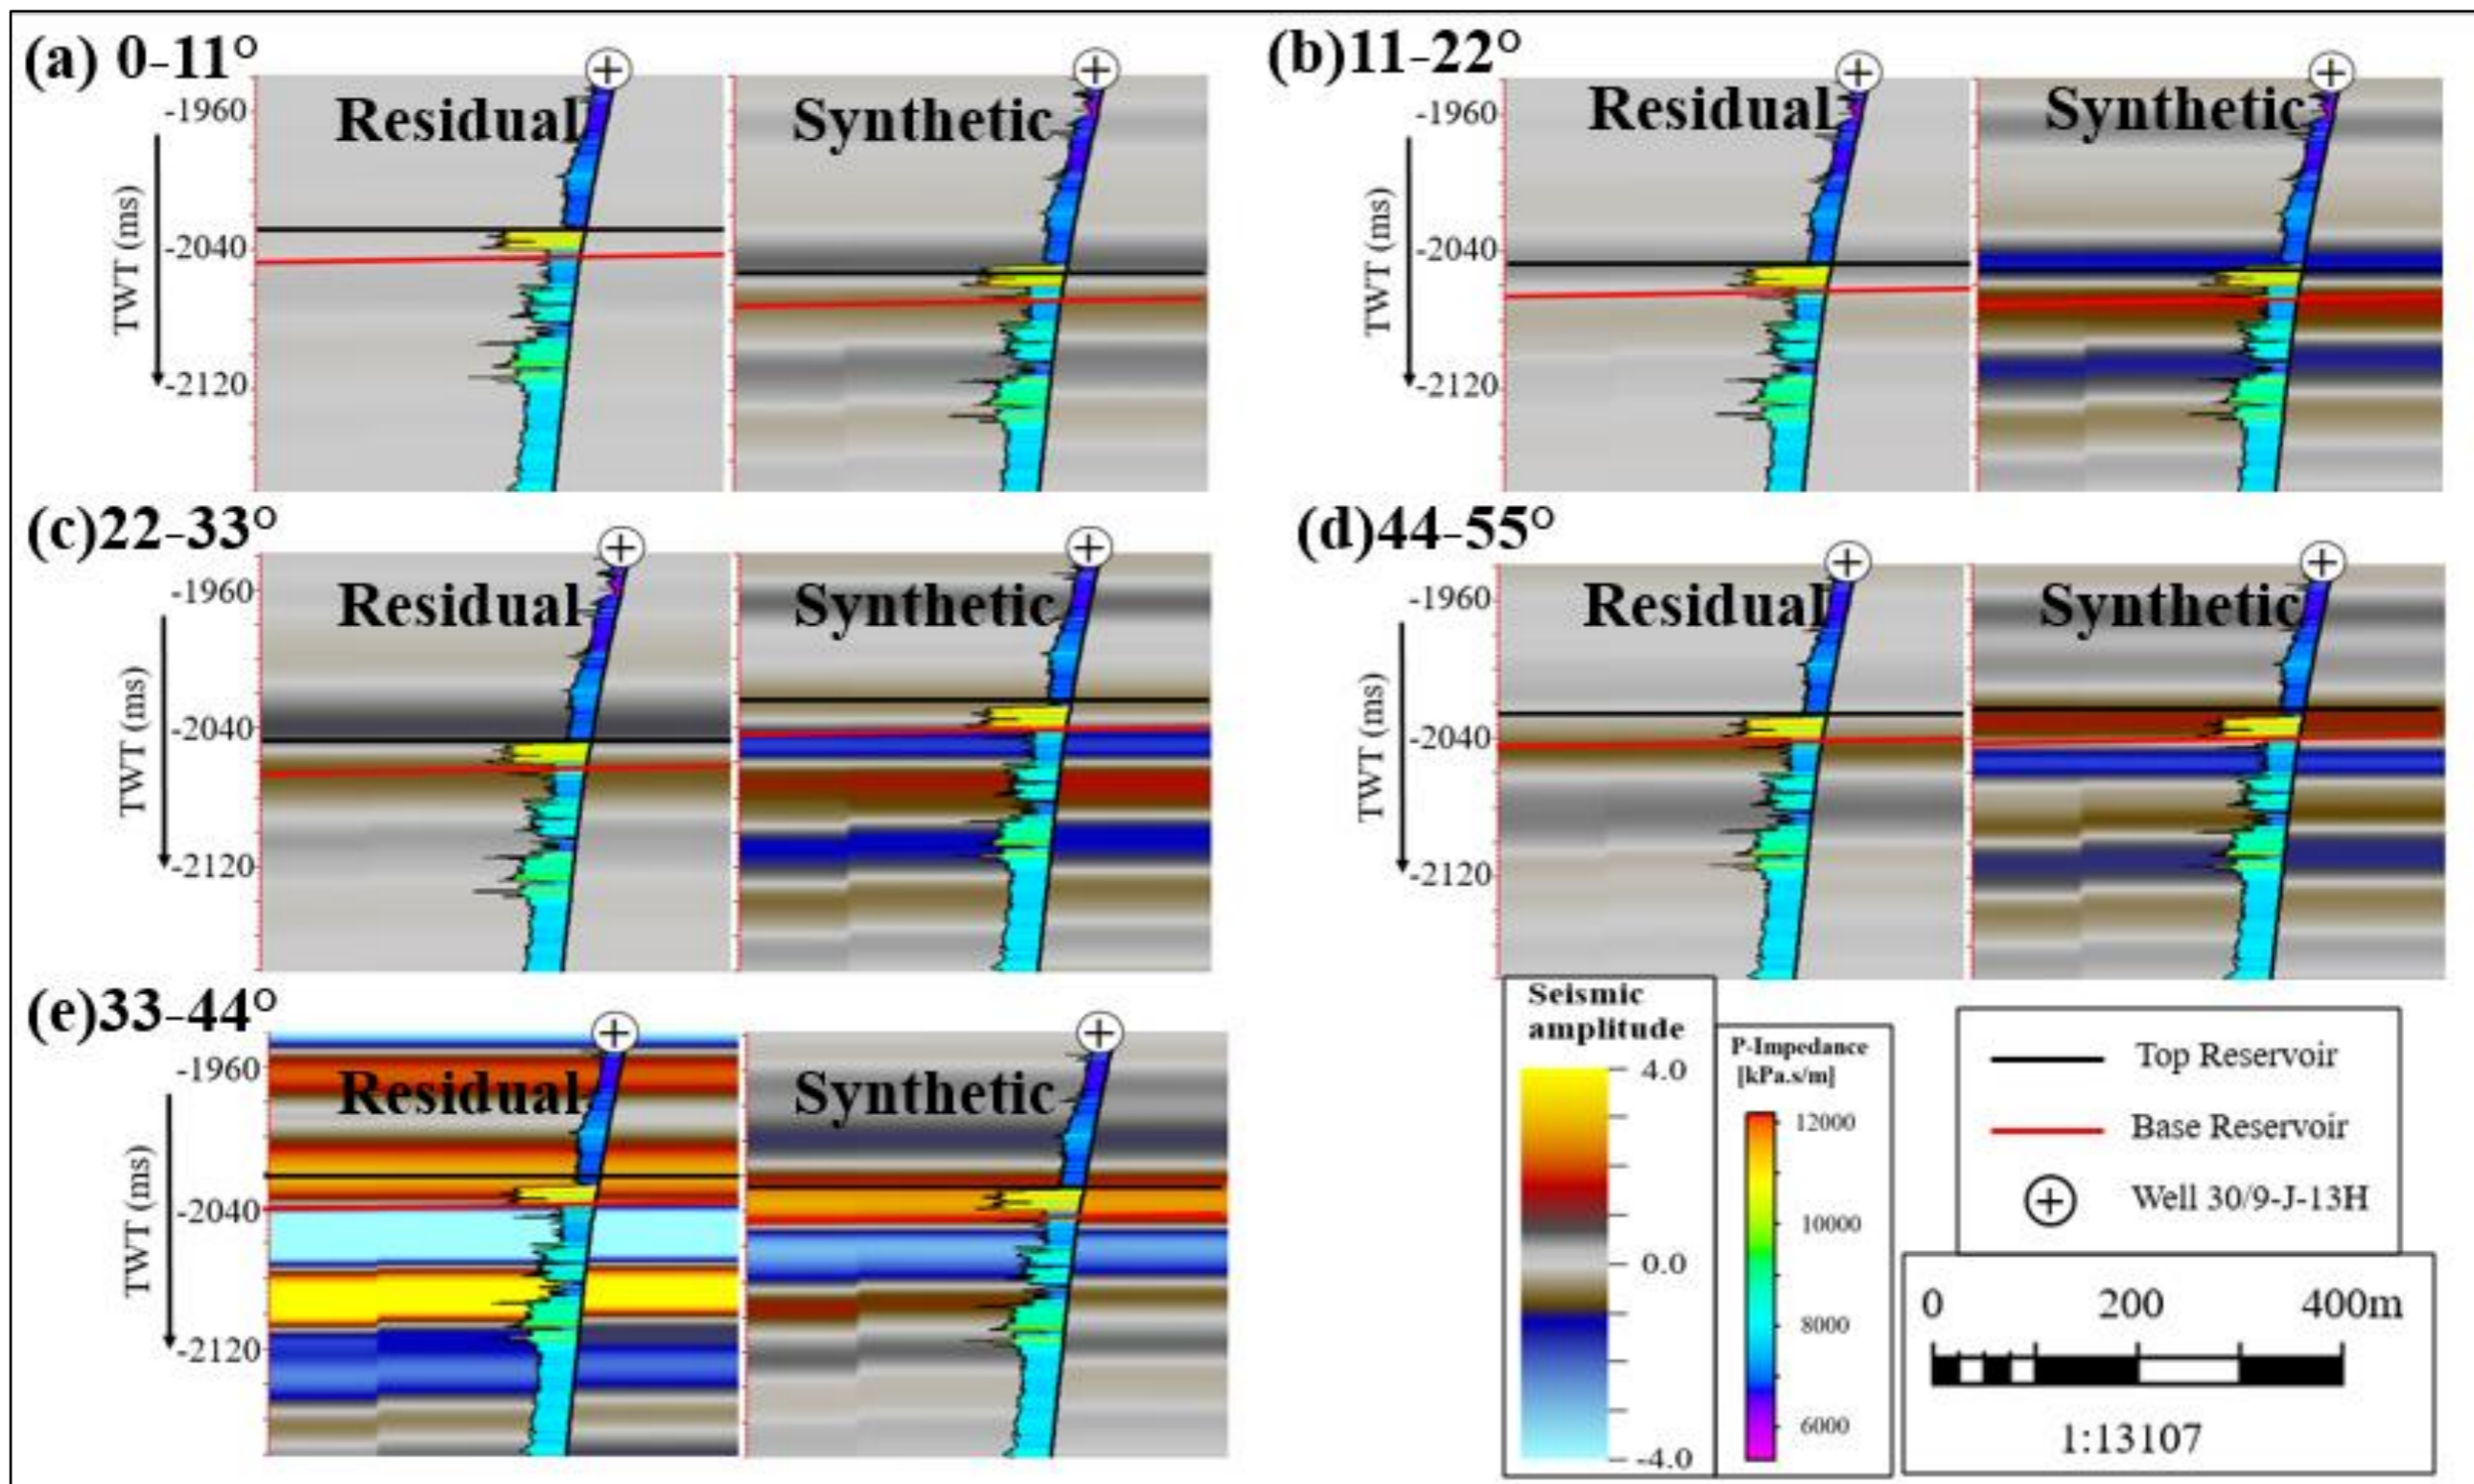 (a) 0-11°
Residual
Synthetic
-1960
-2040
-2120
TWT (ms)
(b)11-22°
Residual
Synthetic
-1960
-2040
-2120
TWT (ms)
(c)22-33°
Residual
Synthetic
-1960
-2040
-2120
TWT (ms)
(d)44-55°
Residual
Synthetic
-1960
-2040
-2120
TWT (ms)
(e)33-44°
Residual
Synthetic
-1960
-2040
-2120
TWT (ms)
Seismic
amplitude
4.0
0.0
-4.0
P-Impedance
[kPa.s/m]
12000
10000
8000
6000
Top Reservoir
Base Reservoir
Well 30/9-J-13H
0 200 400m
1:13107